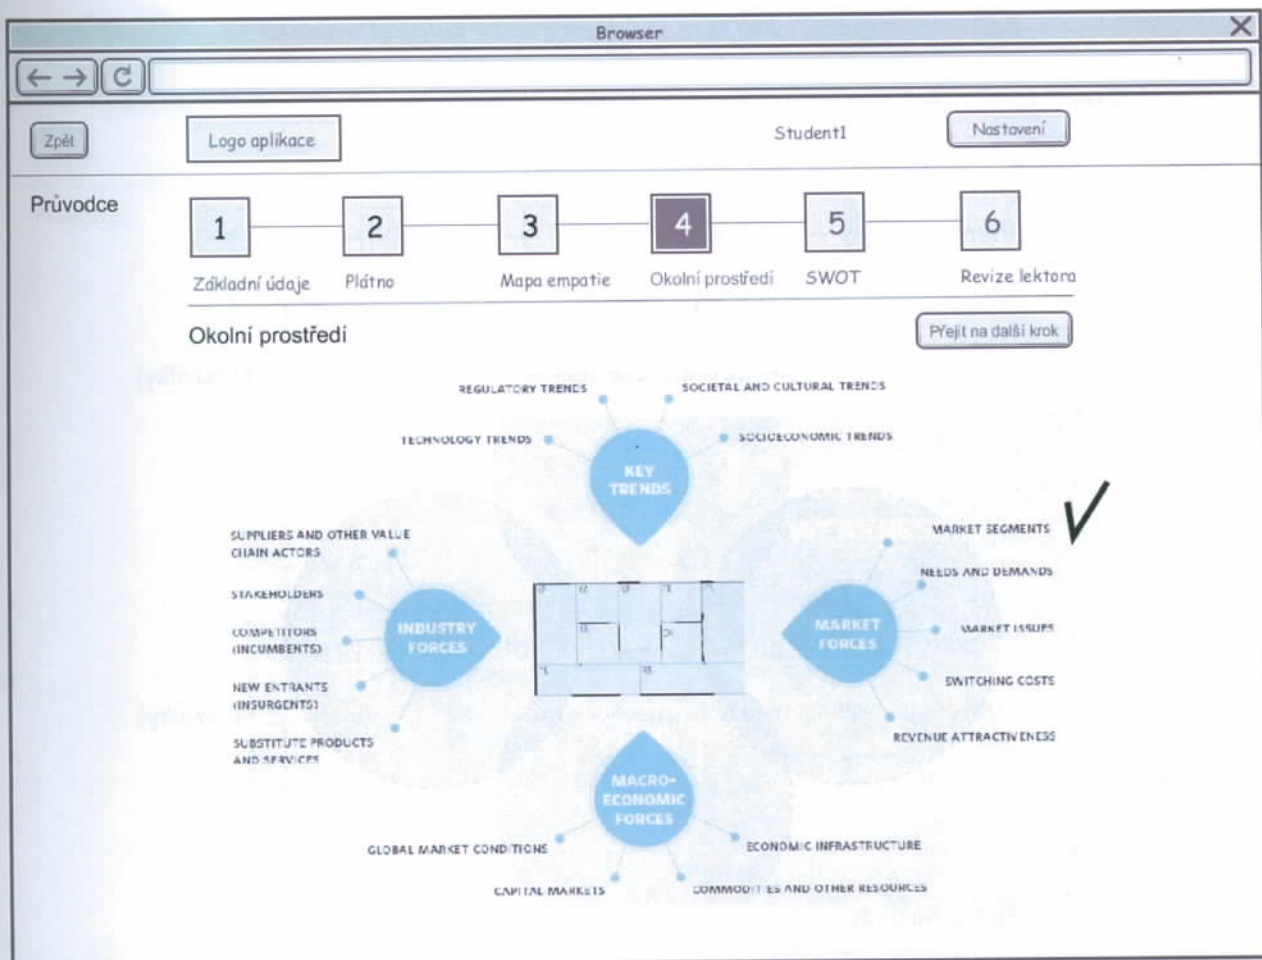 Browser
Zpět
Logo aplikace
Student1
Nastavení
Průvodce
1
2
3
4
5
6
Základní údaje
Plátno
Mapa empatie
Okolní prostředí
SWOT
Revize lektora
Okolní prostředí
Přejít na další krok
REGULATORY TRENDS
SOCIETAL AND CULTURAL TRENDS
TECHNOLOGY TRENDS
SOCIOECONOMIC TRENDS
KEY
TRENDS
SUPPLIERS AND OTHER VALUE
CHAIN ACTORS
STAKEHOLDERS
COMPETITORS
(INCUMBENTS)
NEW ENTRANTS
(INSURGENTS)
SUBSTITUTE PRODUCTS
AND SERVICES
INDUSTRY
FORCES
MARKET
FORCES
MARKET SEGMENTS
NEEDS AND DEMANDS
MARKET ISSUES
SWITCHING COSTS
REVENUE ATTRACTIVENESS
MACRO-
ECONOMIC
FORCES
GLOBAL MARKET CONDITIONS
CAPITAL MARKETS
ECONOMIC INFRASTRUCTURE
COMMODITIES AND OTHER RESOURCES